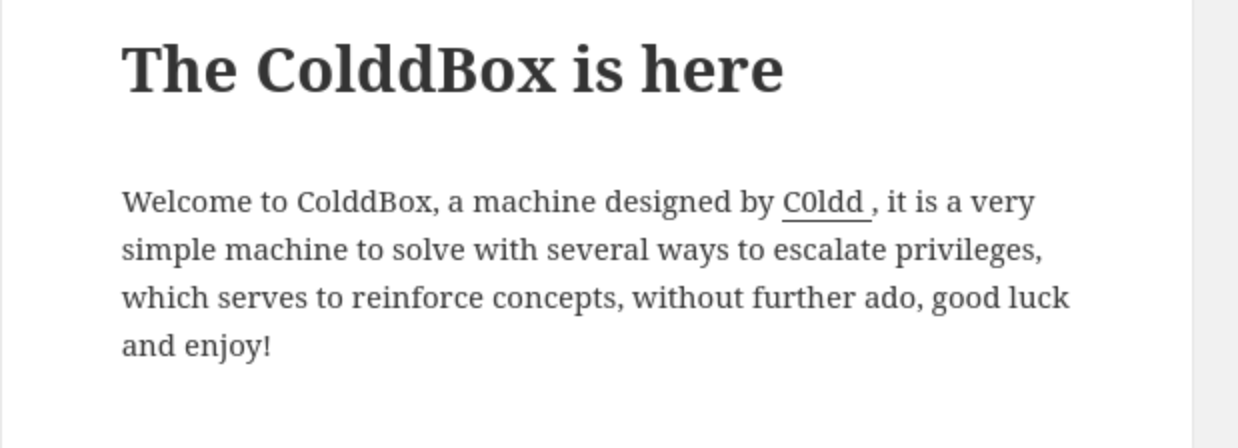 The ColddBox is here
Welcome to ColddBox, a machine designed by C0ldd , it is a very
simple machine to solve with several ways to escalate privileges,
which serves to reinforce concepts, without further ado, good luck
and enjoy!